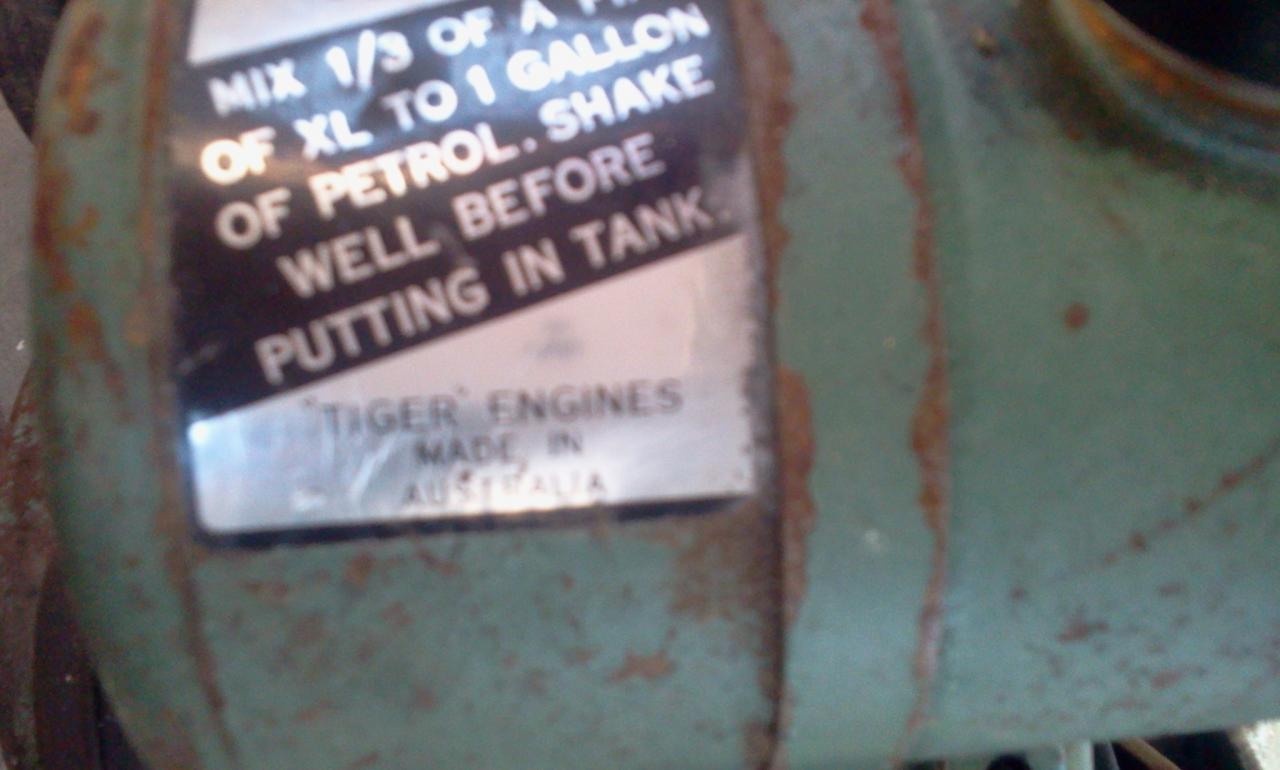 MIX 1/3 OF A
OF XL TO 1 GALLON
OF PETROL. SHAKE
WELL BEFORE
PUTTING IN TANK.
"TIGER" ENGINES
MADE IN
AUSTRALIA